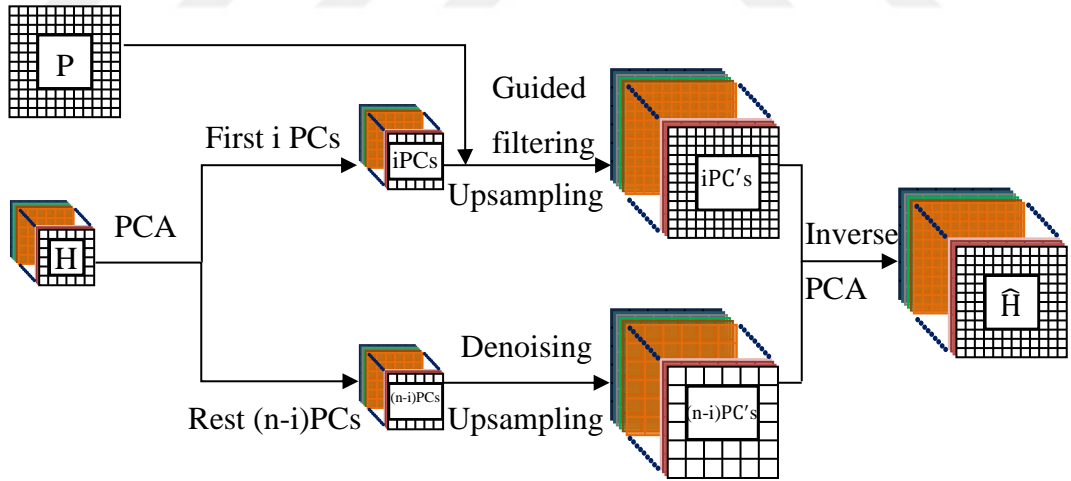 P
Guided
filtering
Upsampling
First i PCs
iPCs
iPC′s
PCA
H
Inverse
PCA
Ĥ
Denoising
Upsampling
Rest (n-i)PCs
(n-i)PCs
(n-i)PC′s